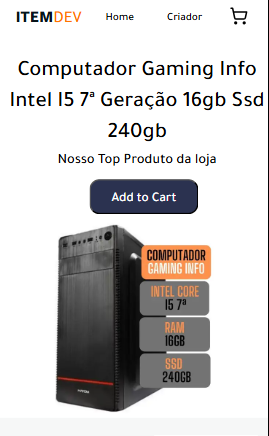 ITEMDEV Home Criador
Computador Gaming Info
Intel I5 7ª Geração 16gb Ssd
240gb
Nosso Top Produto da loja
Add to Cart
COMPUTADOR
GAMING INFO
INTEL CORE
I5 7ª
RAM
16GB
SSD
240GB